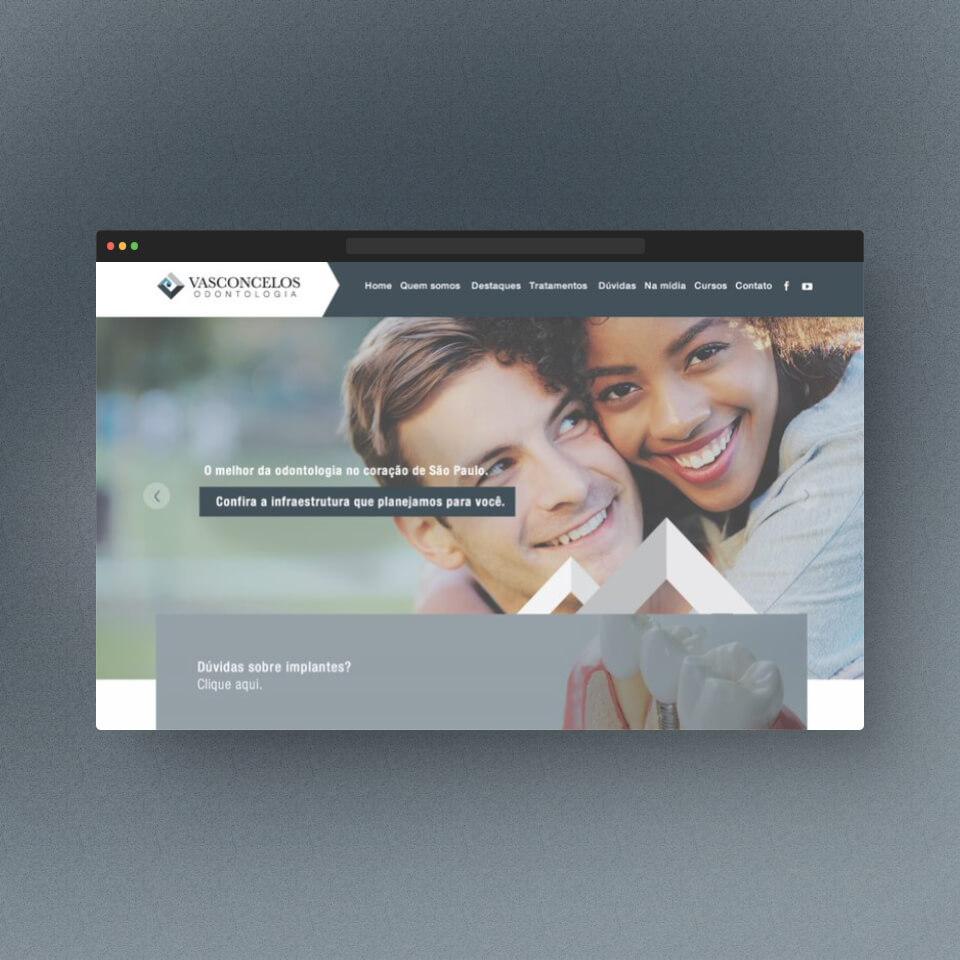 VASCONCELOS
ODONTOLOGIA
Home Quem somos Destaques Tratamentos Dúvidas Na mídia Cursos Contato
O melhor da odontologia no coração de São Paulo.
Confira a infraestrutura que planejamos para você.
Dúvidas sobre implantes?
Clique aqui.